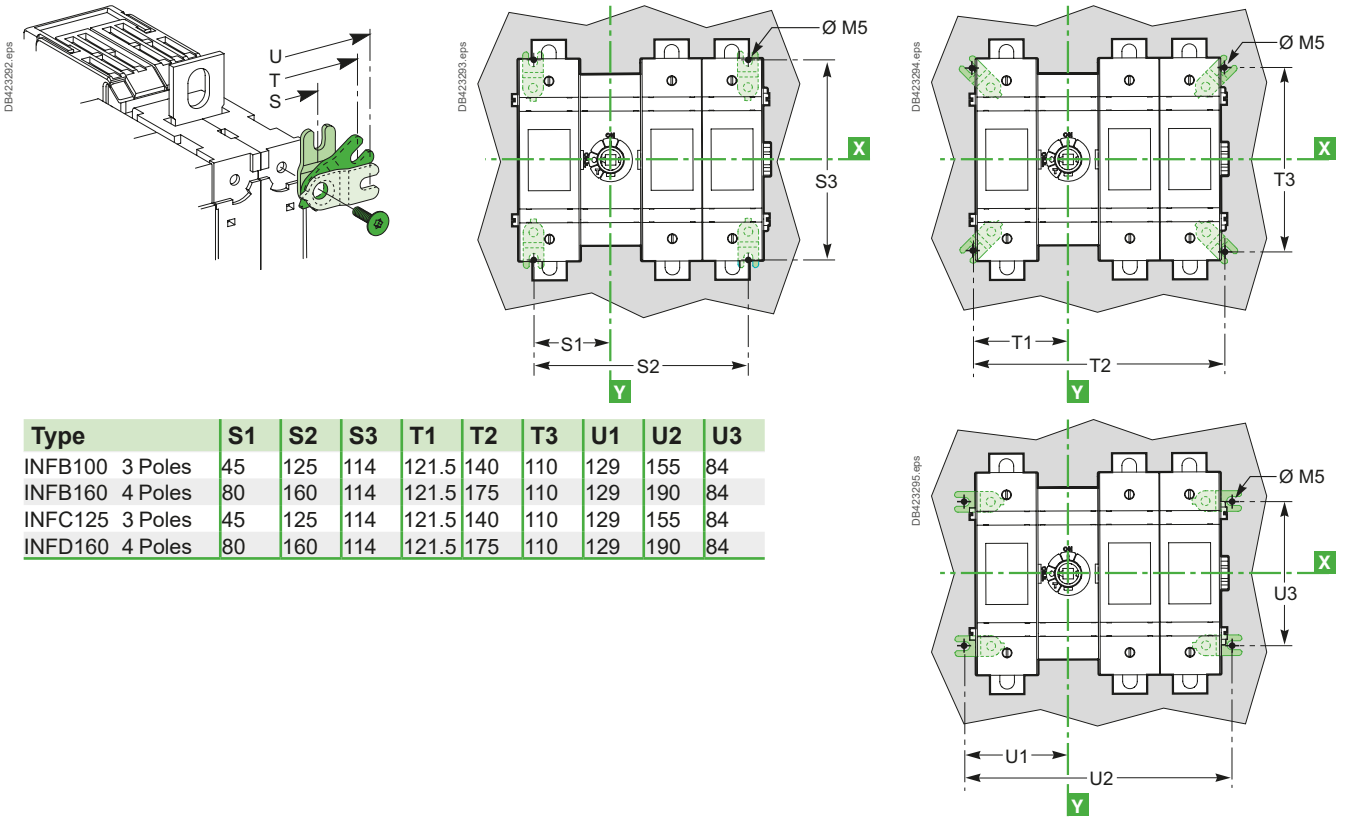 DB423292.eps
U
T
S
DB423293.eps
Ø M5
X
S3
S1
S2
Y
DB423294.eps
Ø M5
X
T3
T1
T2
Y
Type S1 S2 S3 T1 T2 T3 U1 U2 U3
INFB100 3 Poles 45 125 114 121.5 140 110 129 155 84
INFB160 4 Poles 80 160 114 121.5 175 110 129 190 84
INFC125 3 Poles 45 125 114 121.5 140 110 129 155 84
INFD160 4 Poles 80 160 114 121.5 175 110 129 190 84
DB423295.eps
Ø M5
X
U3
U1
U2
Y